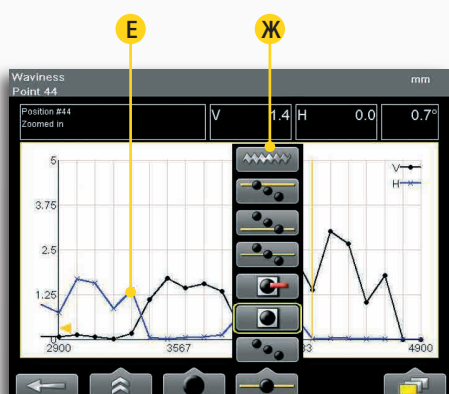 Е Ж
Waviness mm
Point 44
Position #44 V 1.4 H 0.0 0.7°
Zoomed in
5
V
H
3.75
2.5
1.25
0
2900 3567 33 4900